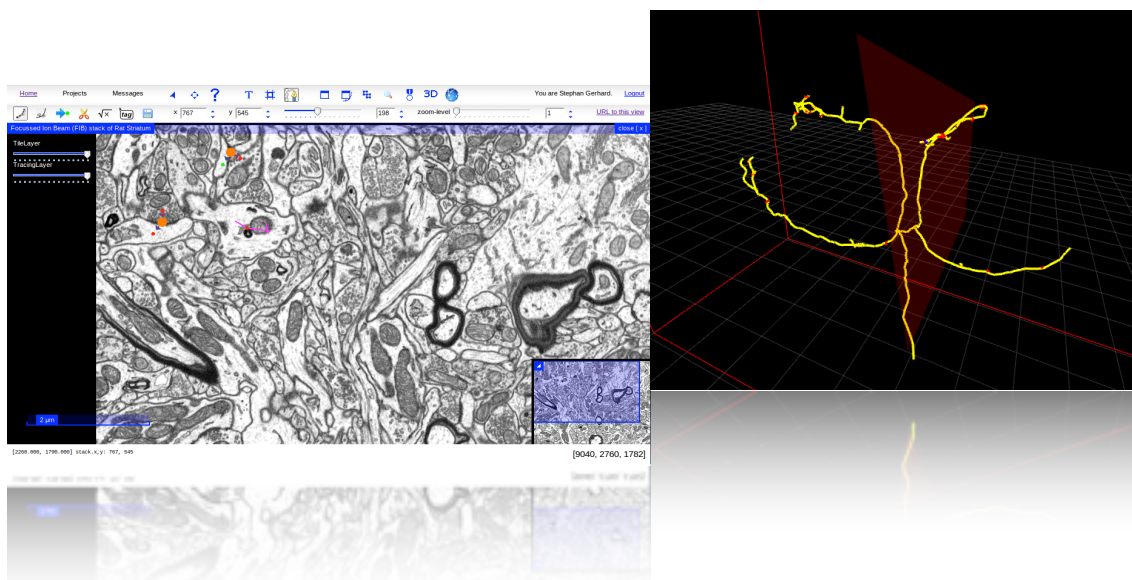 Home Projects Messages ? T 3D You are Stephan Gerhard. Logout
√x tag x 767 y 545 198 zoom-level 1 URL to this view
Focussed Ion Beam (FIB) stack of Rat Striatum close [ x ]
TileLayer
TracingLayer
2 µm
[2260.000, 1790.000] stack.x,y: 767, 545 [9040, 2760, 1782]